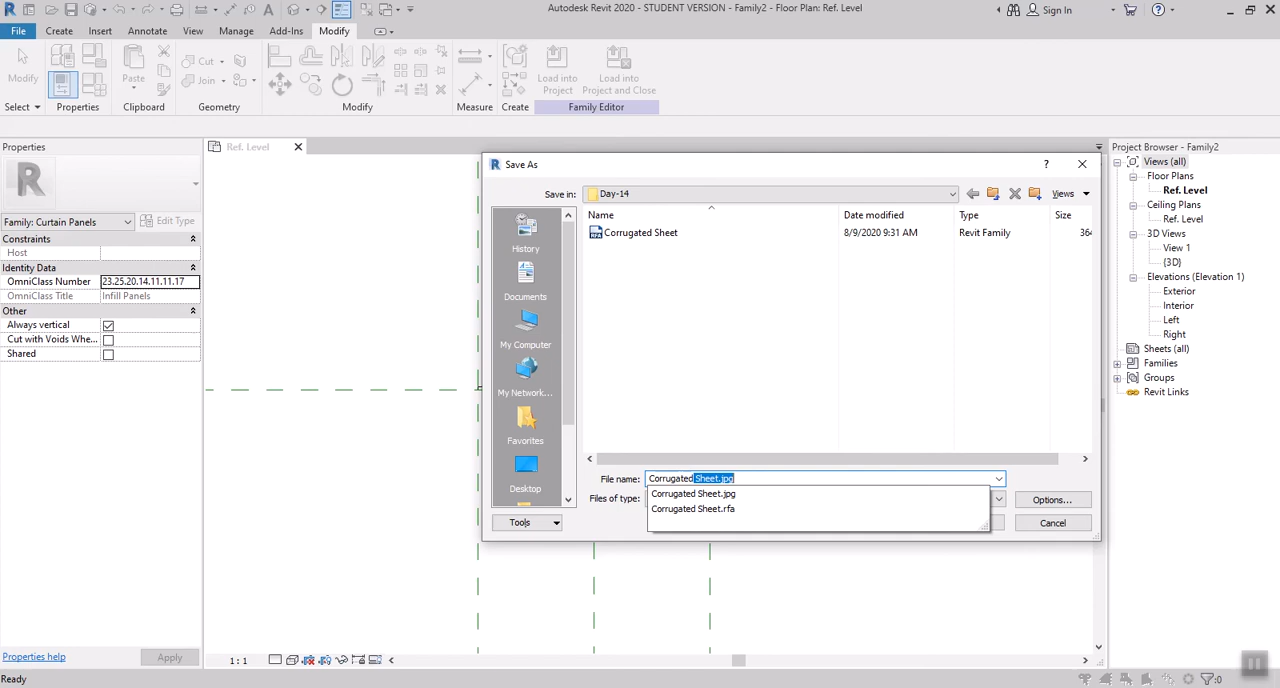 Autodesk Revit 2020 - STUDENT VERSION - Family2 - Floor Plan: Ref. Level
Sign In
File Create Insert Annotate View Manage Add-Ins Modify
Modify
Paste
Cut
Join
Load into Project
Load into Project and Close
Select Properties Clipboard Geometry Modify Measure Create Family Editor
Properties
Family: Curtain Panels
Edit Type
Constraints
Host
Identity Data
OmniClass Number 23.25.20.14.11.11.17
OmniClass Title Infill Panels
Other
Always vertical
Cut with Voids Whe...
Shared
Properties help
Apply
Ref. Level
Save As
?
Save in: Day-14
Views
History
Documents
My Computer
My Network...
Favorites
Desktop
Name Date modified Type Size
Corrugated Sheet 8/9/2020 9:31 AM Revit Family 364
File name: Corrugated Sheet.jpg
Files of type:
Corrugated Sheet.jpg
Corrugated Sheet.rfa
Options...
Tools
Cancel
Project Browser - Family2
Views (all)
Floor Plans
Ref. Level
Ceiling Plans
Ref. Level
3D Views
View 1
{3D}
Elevations (Elevation 1)
Exterior
Interior
Left
Right
Sheets (all)
Families
Groups
Revit Links
1 : 1
Ready
:0